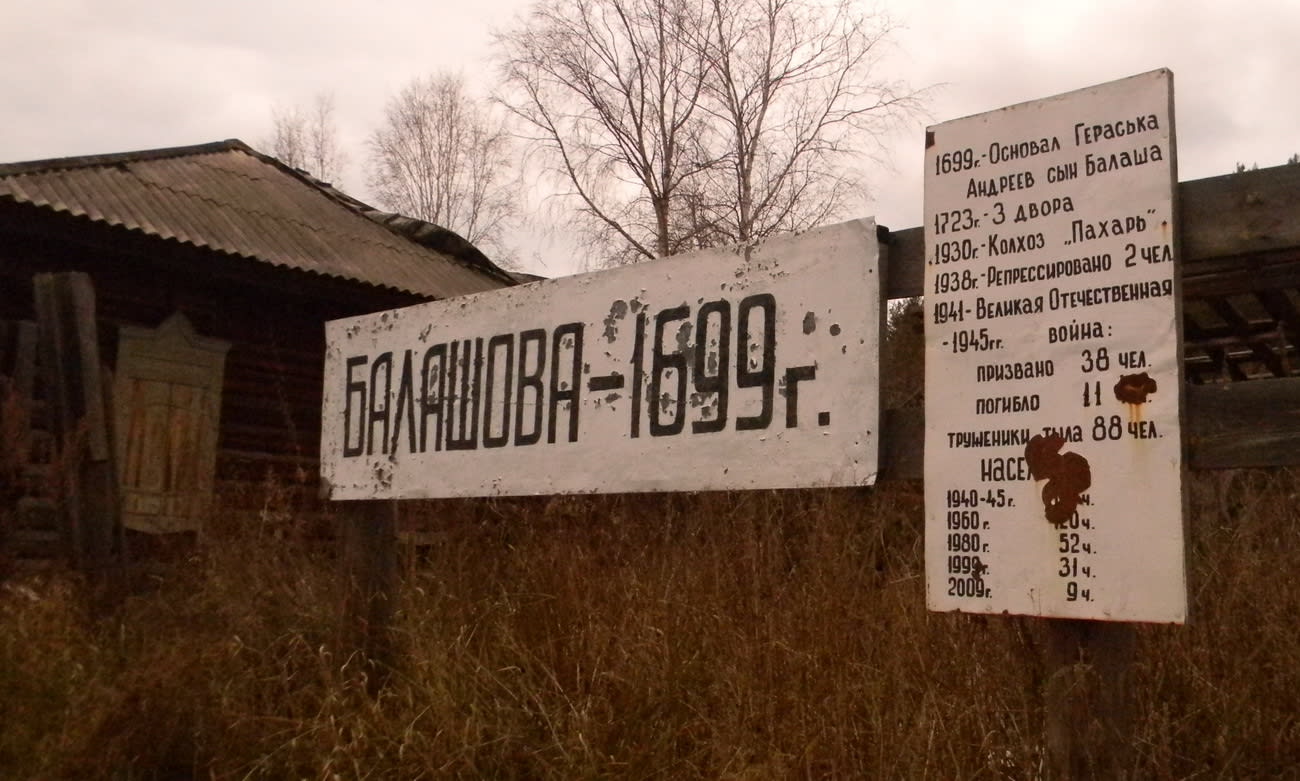 БАЛАШОВА-1699г.
1699г.-Основал Гераська
Андреев сын Балаша
1723г.-3 двора
1930г.-Колхоз „Пахарь"
1938г.-Репрессировано 2 чел
1941-Великая Отечественная
-1945гг. война:
призвано 38 чел.
погибло 11
труженики тыла 88 чел.
1940-45г. ч.
1960г. ч.
1980г. 52ч.
1999г. 31ч.
2009г. 9ч.